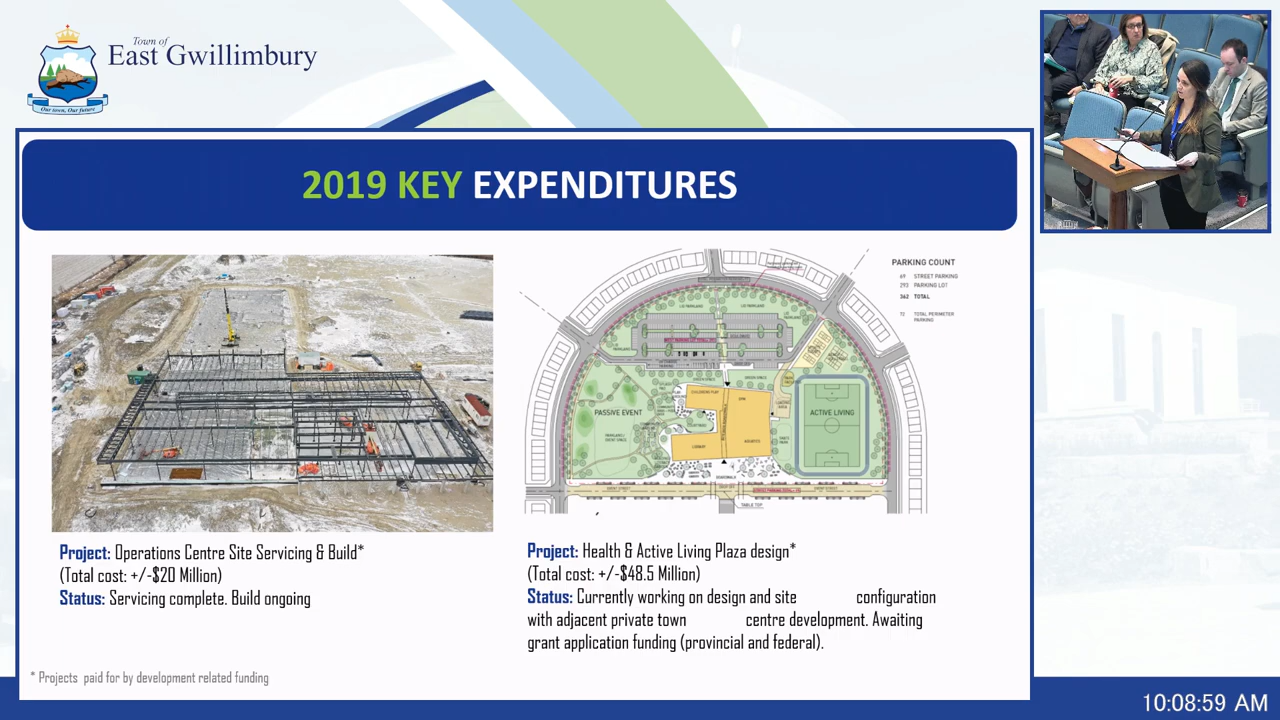 Town of
East Gwillimbury
Our town, Our future
2019 KEY EXPENDITURES
PARKING COUNT
69 STREET PARKING
293 PARKING LOT
362 TOTAL
72 TOTAL PERIMETER
PARKING
PASSIVE EVENT
ACTIVE LIVING
GYM
LIBRARY
AQUATICS
TABLE TOP
Project: Operations Centre Site Servicing & Build*
(Total cost: +/-$20 Million)
Status: Servicing complete. Build ongoing
Project: Health & Active Living Plaza design*
(Total cost: +/-$48.5 Million)
Status: Currently working on design and site configuration
with adjacent private town centre development. Awaiting
grant application funding (provincial and federal).
* Projects paid for by development related funding
10:08:59 AM